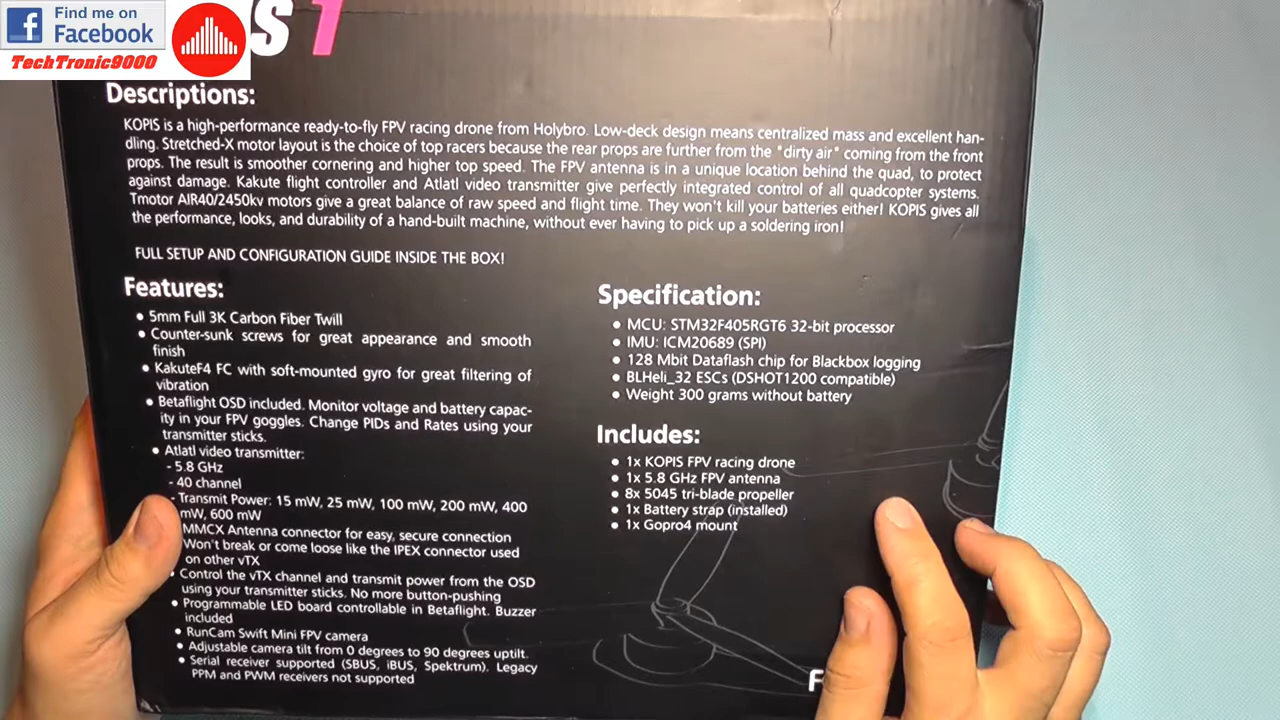 Find me on
Facebook
TechTronic9000
S 1
Descriptions:
KOPIS is a high-performance ready-to-fly FPV racing drone from Holybro. Low-deck design means centralized mass and excellent han-
dling. Stretched-X motor layout is the choice of top racers because the rear props are further from the "dirty air" coming from the front
props. The result is smoother cornering and higher top speed. The FPV antenna is in a unique location behind the quad, to protect
against damage. Kakute flight controller and Atlatl video transmitter give perfectly integrated control of all quadcopter systems.
Tmotor AIR40/2450kv motors give a great balance of raw speed and flight time. They won't kill your batteries either! KOPIS gives all
the performance, looks, and durability of a hand-built machine, without ever having to pick up a soldering iron!
FULL SETUP AND CONFIGURATION GUIDE INSIDE THE BOX!
Features:
• 5mm Full 3K Carbon Fiber Twill
• Counter-sunk screws for great appearance and smooth
finish
• KakuteF4 FC with soft-mounted gyro for great filtering of
vibration
• Betaflight OSD included. Monitor voltage and battery capac-
ity in your FPV goggles. Change PIDs and Rates using your
transmitter sticks.
• Atlatl video transmitter:
- 5.8 GHz
- 40 channel
- Transmit Power: 15 mW, 25 mW, 100 mW, 200 mW, 400
mW, 600 mW
MMCX Antenna connector for easy, secure connection
Won't break or come loose like the IPEX connector used
on other vTX
• Control the vTX channel and transmit power from the OSD
using your transmitter sticks. No more button-pushing
• Programmable LED board controllable in Betaflight. Buzzer
included
• RunCam Swift Mini FPV camera
• Adjustable camera tilt from 0 degrees to 90 degrees uptilt.
• Serial receiver supported (SBUS, iBUS, Spektrum). Legacy
PPM and PWM receivers not supported
Specification:
• MCU: STM32F405RGT6 32-bit processor
• IMU: ICM20689 (SPI)
• 128 Mbit Dataflash chip for Blackbox logging
• BLHeli_32 ESCs (DSHOT1200 compatible)
• Weight 300 grams without battery
Includes:
• 1x KOPIS FPV racing drone
• 1x 5.8 GHz FPV antenna
• 8x 5045 tri-blade propeller
• 1x Battery strap (installed)
• 1x Gopro4 mount
F